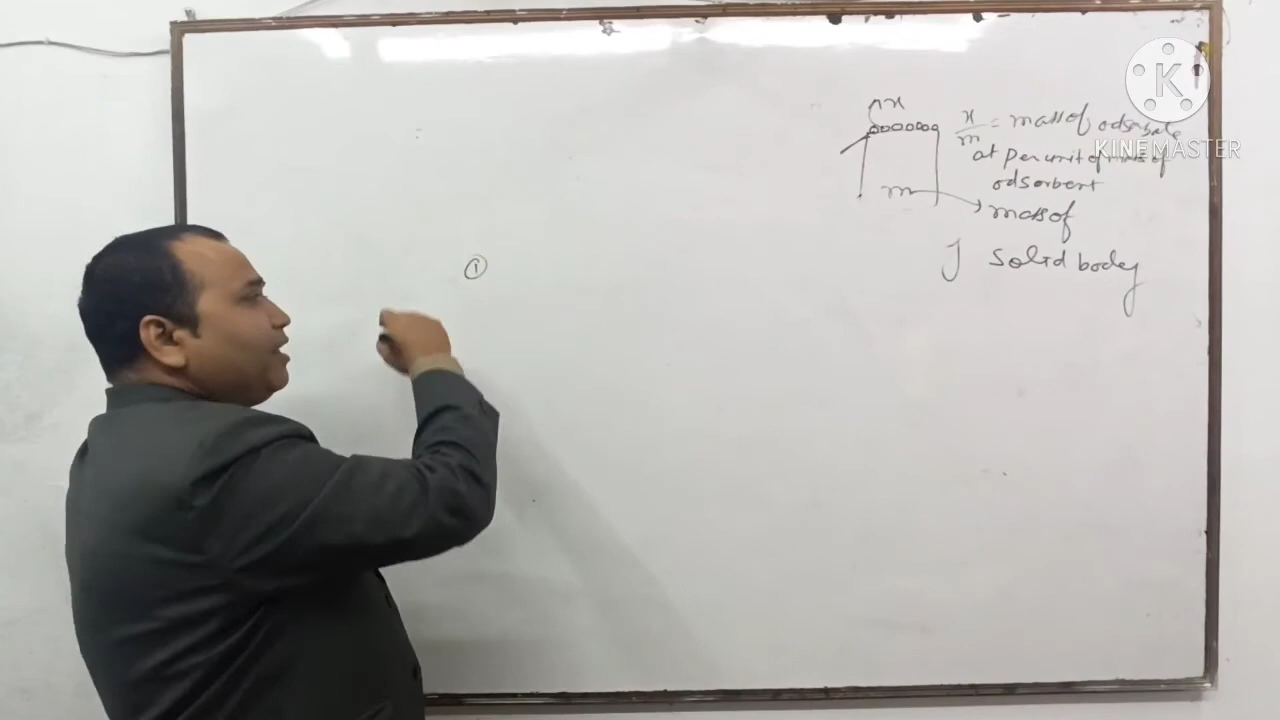 x
x/m = mass of adsorbate
at per unit of mass of
adsorbent
m → mass of
solid body
①
K
KINEMASTER